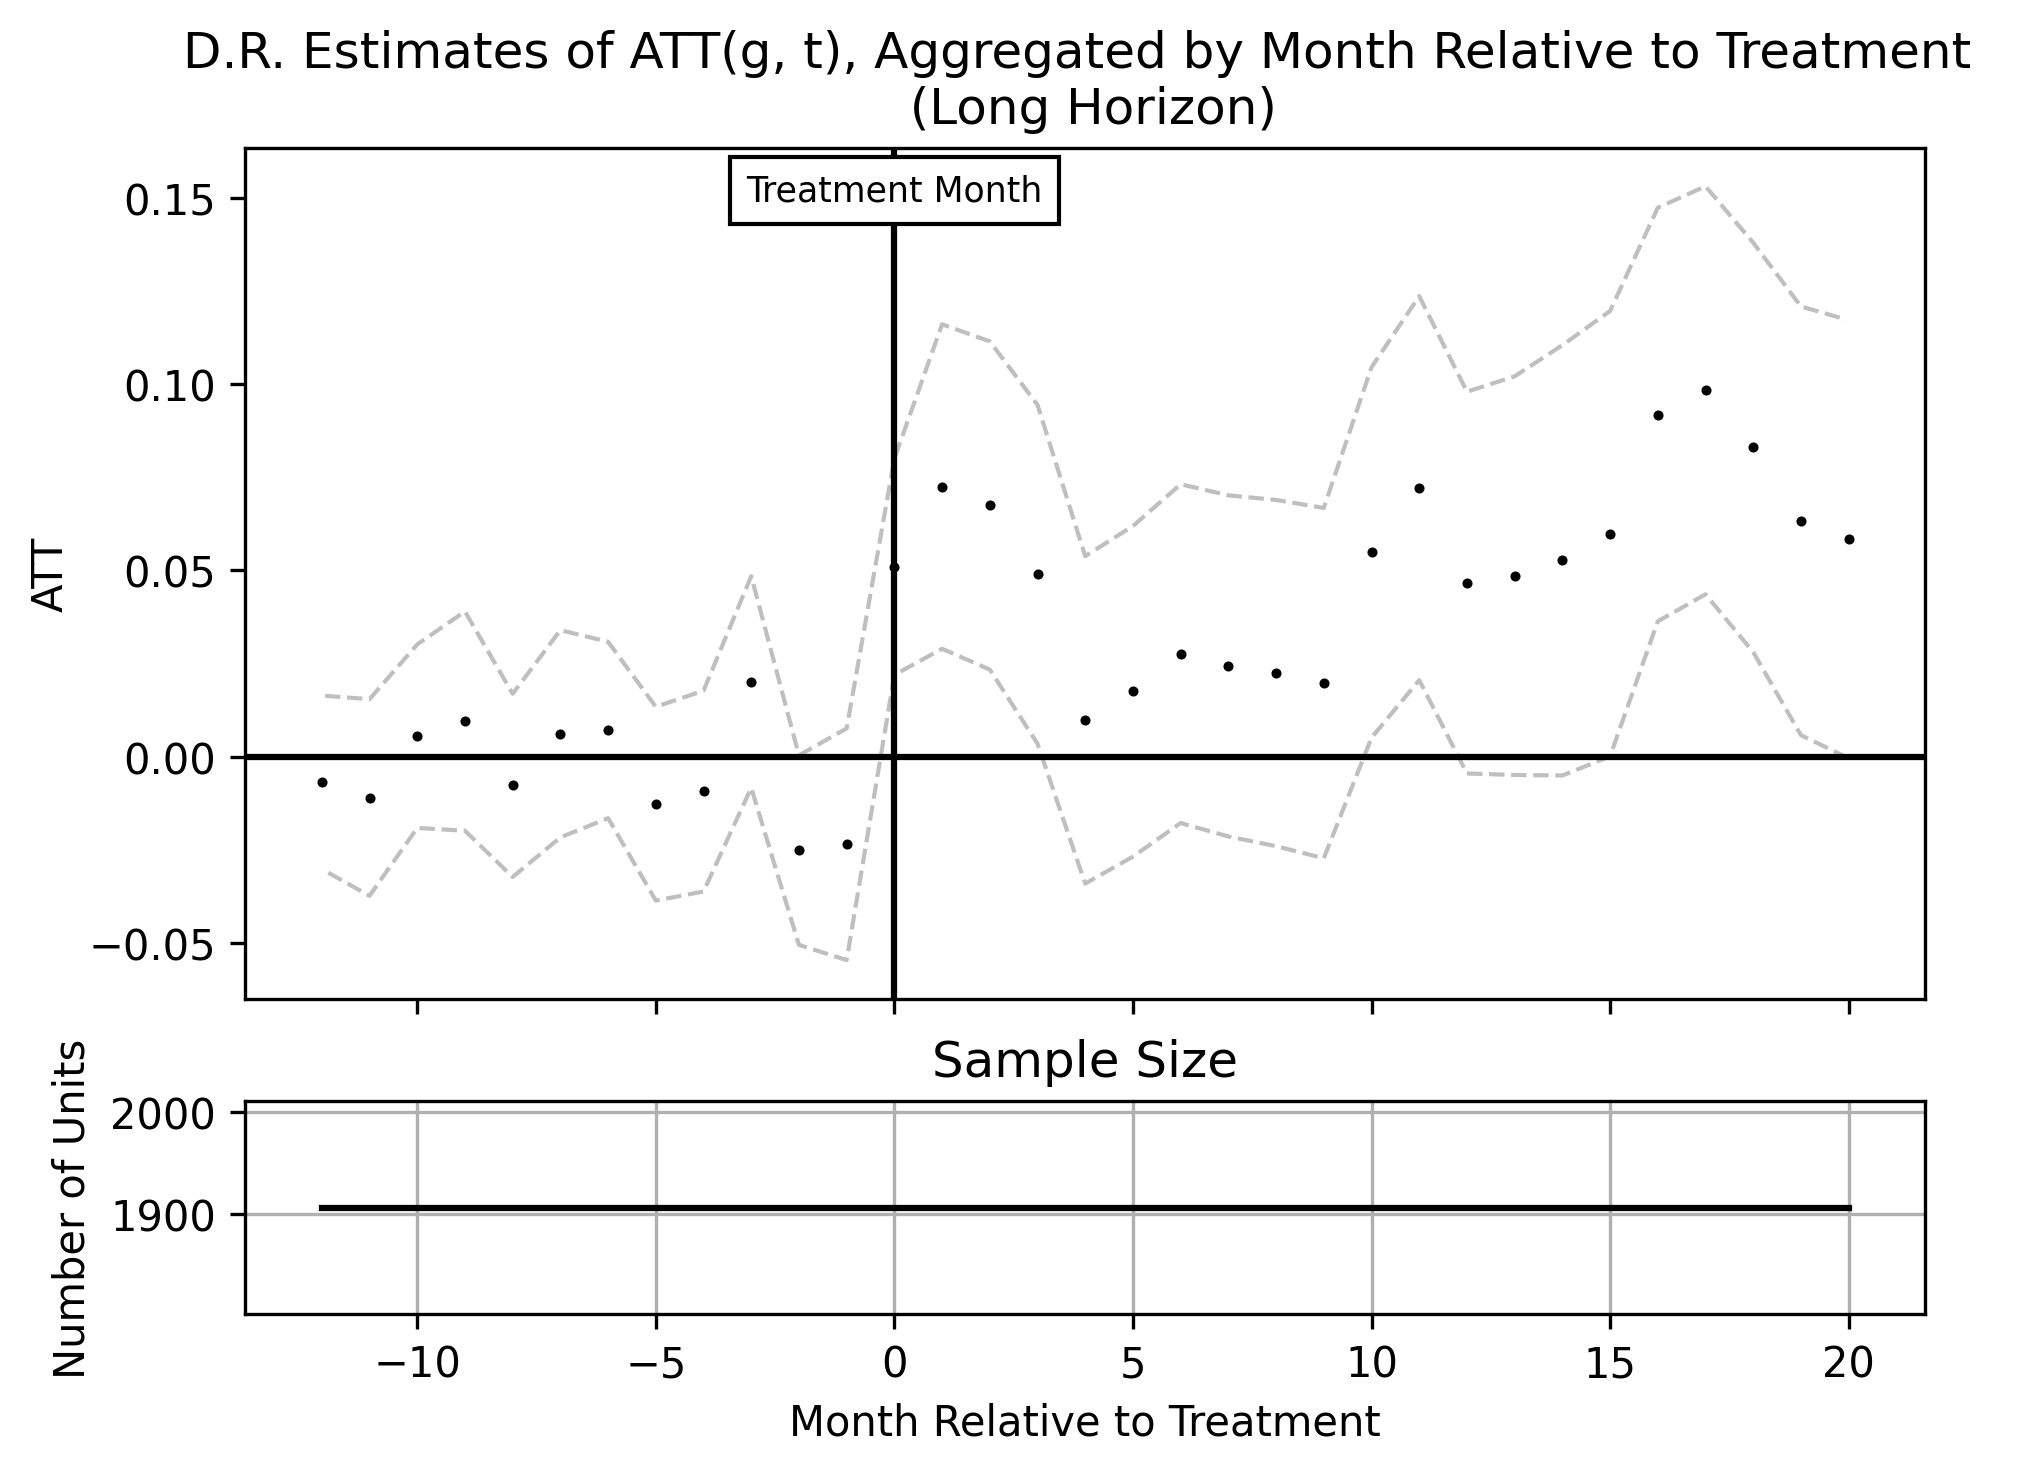 D.R. Estimates of ATT(g, t), Aggregated by Month Relative to Treatment
(Long Horizon)
Treatment Month
0.15
0.10
0.05
0.00
−0.05
ATT
Sample Size
2000
1900
Number of Units
−10 −5 0 5 10 15 20
Month Relative to Treatment